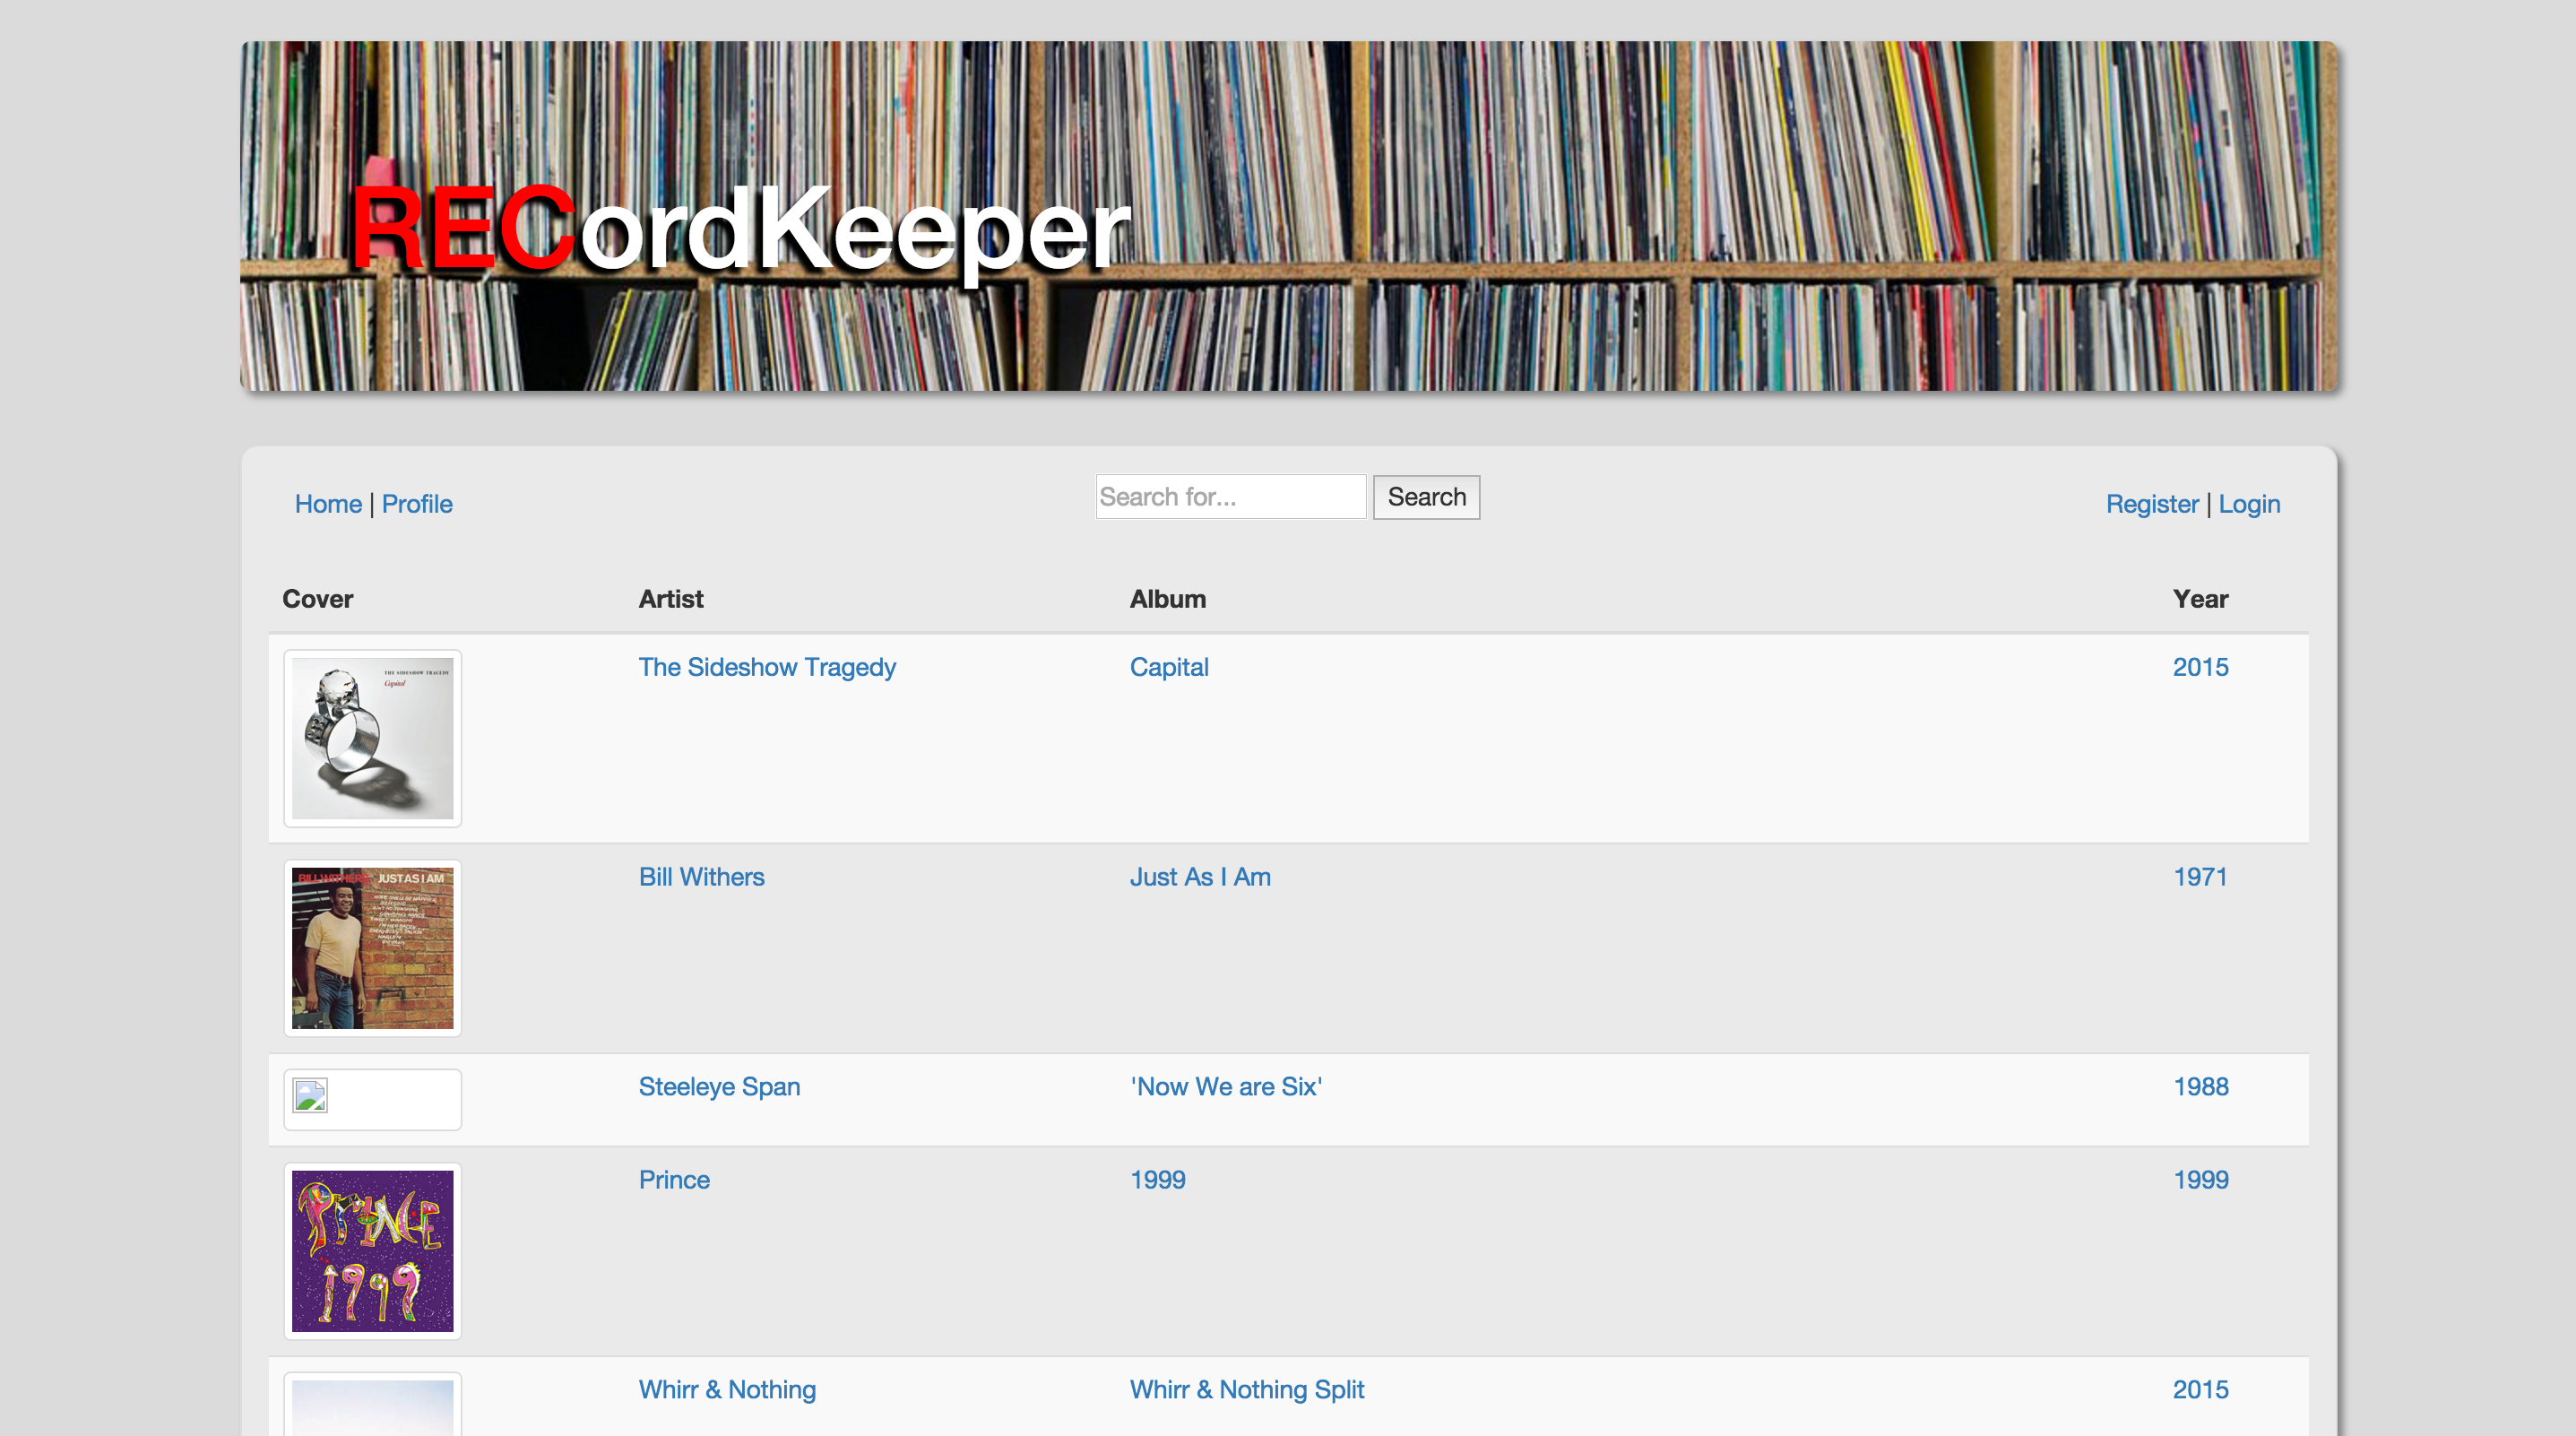 RECordKeeper
Home | Profile
Search for...
Search
Register | Login
Cover Artist Album Year
THE SIDESHOW TRAGEDY
Capital
The Sideshow Tragedy Capital 2015
BILL WITHERS JUST AS I AM
Bill Withers Just As I Am 1971
Steeleye Span 'Now We are Six' 1988
PRINCE
1999
Prince 1999 1999
Whirr & Nothing Whirr & Nothing Split 2015